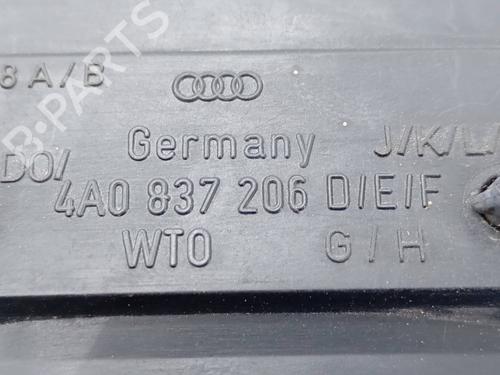 8 A/B
Germany J/K/L/
DO/
4A0 837 206 D/E/F
WTO G/H
B-PARTS